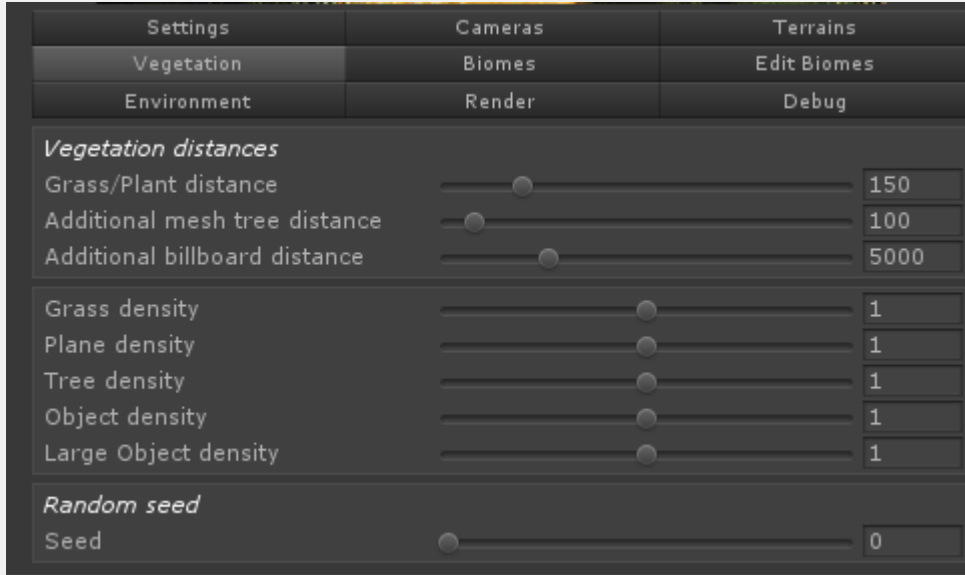 Settings Cameras Terrains
Vegetation Biomes Edit Biomes
Environment Render Debug
Vegetation distances
Grass/Plant distance 150
Additional mesh tree distance 100
Additional billboard distance 5000
Grass density 1
Plane density 1
Tree density 1
Object density 1
Large Object density 1
Random seed
Seed 0